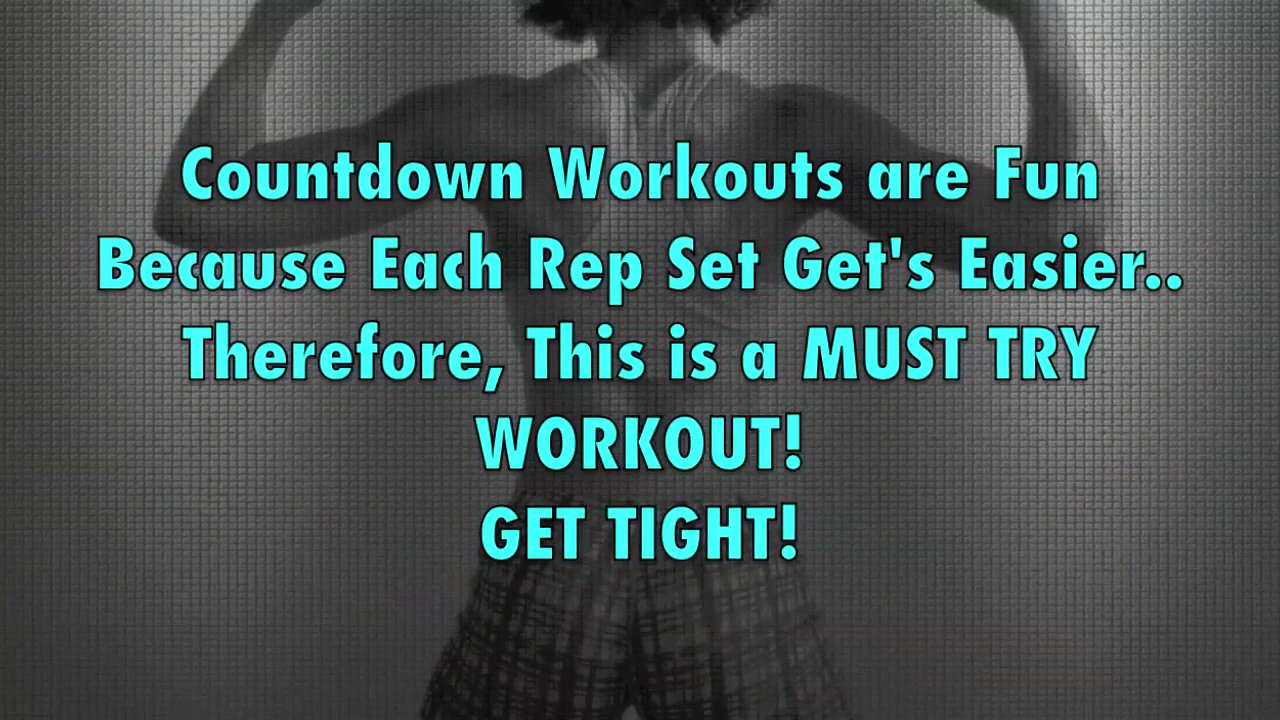 Countdown Workouts are Fun
Because Each Rep Set Get's Easier..
Therefore, This is a MUST TRY
WORKOUT!
GET TIGHT!